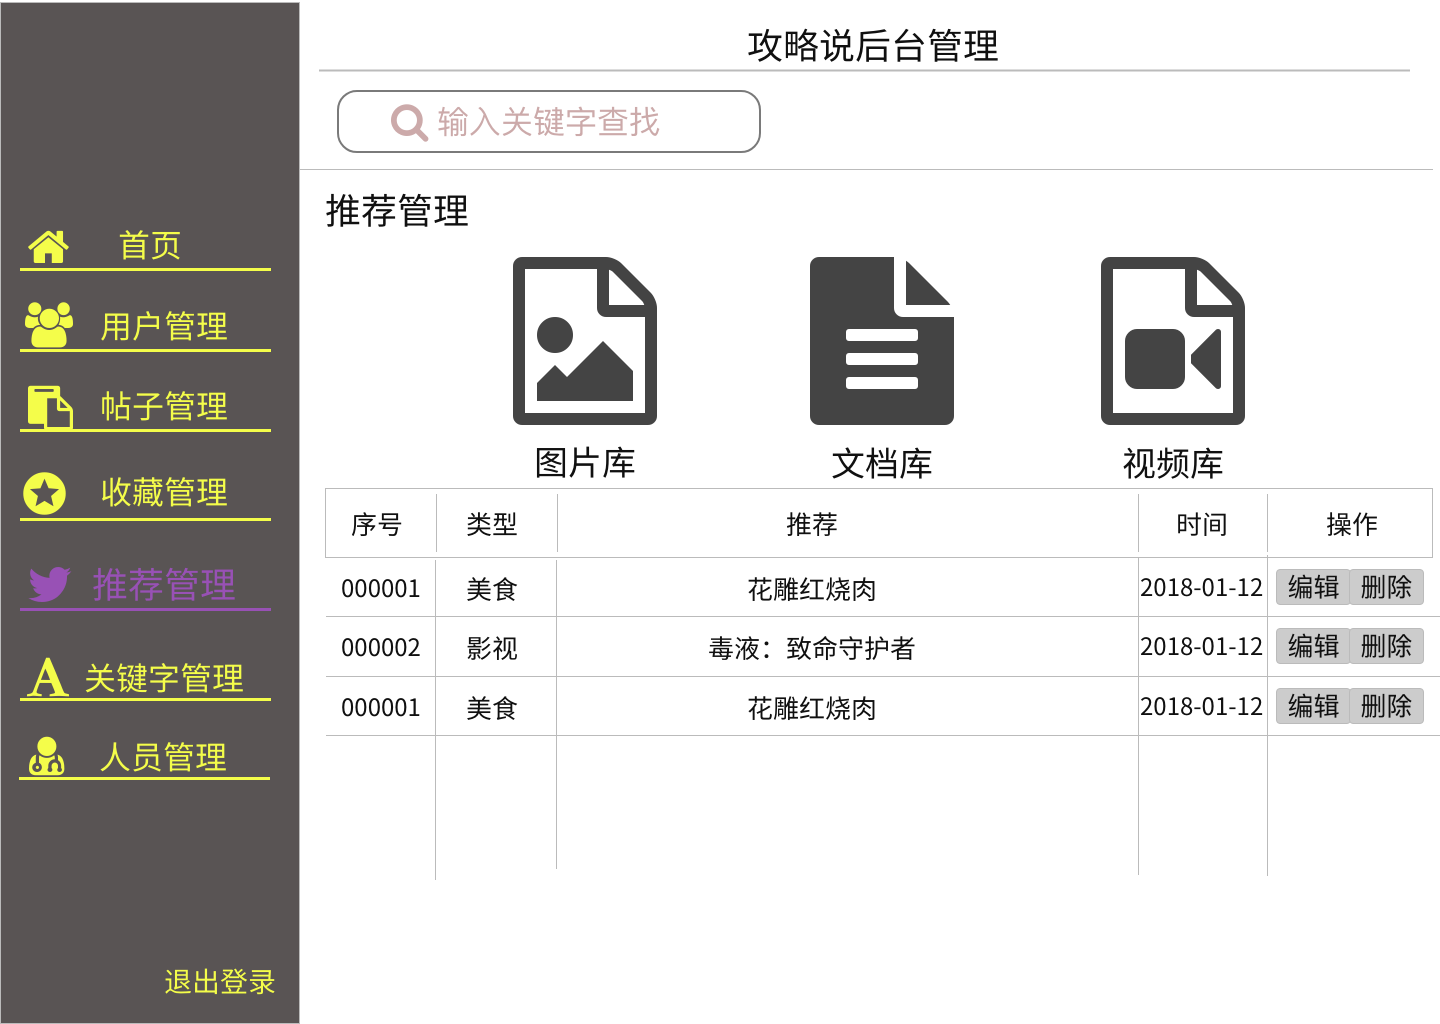 攻略说后台管理
输入关键字查找
首页
用户管理
帖子管理
收藏管理
推荐管理
关键字管理
人员管理
退出登录
推荐管理
图片库 文档库 视频库
序号 类型 推荐 时间 操作
000001 美食 花雕红烧肉 2018-01-12 编辑 删除
000002 影视 毒液：致命守护者 2018-01-12 编辑 删除
000001 美食 花雕红烧肉 2018-01-12 编辑 删除